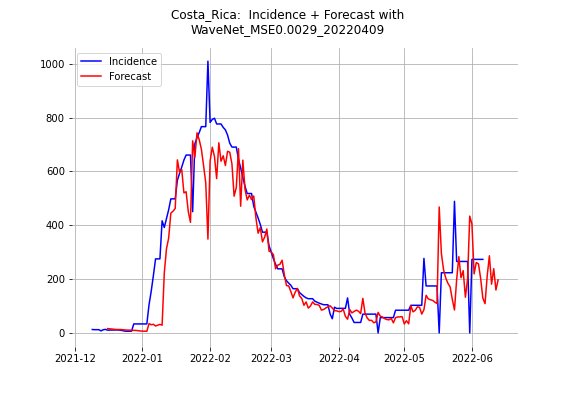 Costa_Rica:  Incidence + Forecast with
WaveNet_MSE0.0029_20220409
Incidence
Forecast
1000
800
600
400
200
0
2021-12 2022-01 2022-02 2022-03 2022-04 2022-05 2022-06